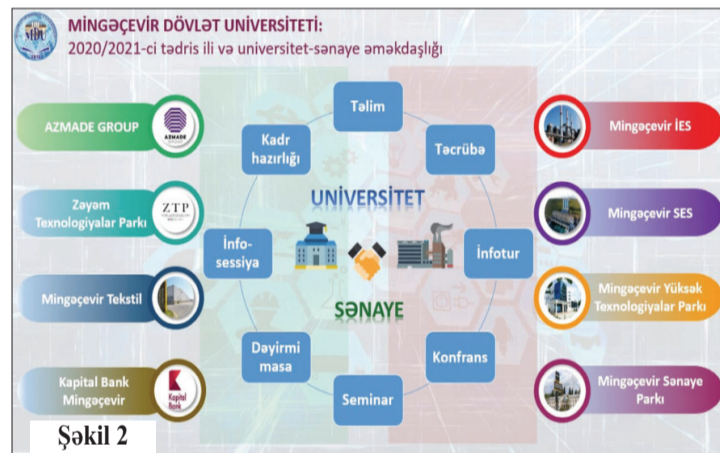 MİNGƏÇEVİR DÖVLƏT UNİVERSİTETİ:
2020/2021-ci tədris ili və universitet-sənaye əməkdaşlığı
MDU
AZMADE GROUP
AZMADE
Zəyəm
Texnologiyalar Parkı
ZTP
Mingəçevir Tekstil
Kapital Bank
Mingəçevir
Kapital
Bank
Təlim
Kadr
hazırlığı
Təcrübə
UNİVERSİTET
İnfo-
sessiya
İnfotur
SƏNAYE
Dəyirmi
masa
Konfrans
Seminar
Mingəçevir İES
Mingəçevir SES
Mingəçevir Yüksək
Texnologiyalar Parkı
Mingəçevir Sənaye
Parkı
Şəkil 2